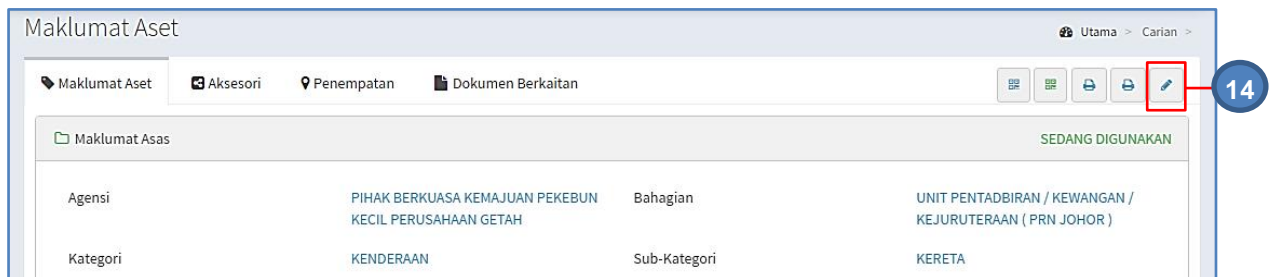 Maklumat Aset
Utama > Carian >
Maklumat Aset Aksesori Penempatan Dokumen Berkaitan
14
Maklumat Asas SEDANG DIGUNAKAN
Agensi PIHAK BERKUASA KEMAJUAN PEKEBUN Bahagian UNIT PENTADBIRAN / KEWANGAN /
KECIL PERUSAHAAN GETAH KEJURUTERAAN ( PRN JOHOR )
Kategori KENDERAAN Sub-Kategori KERETA